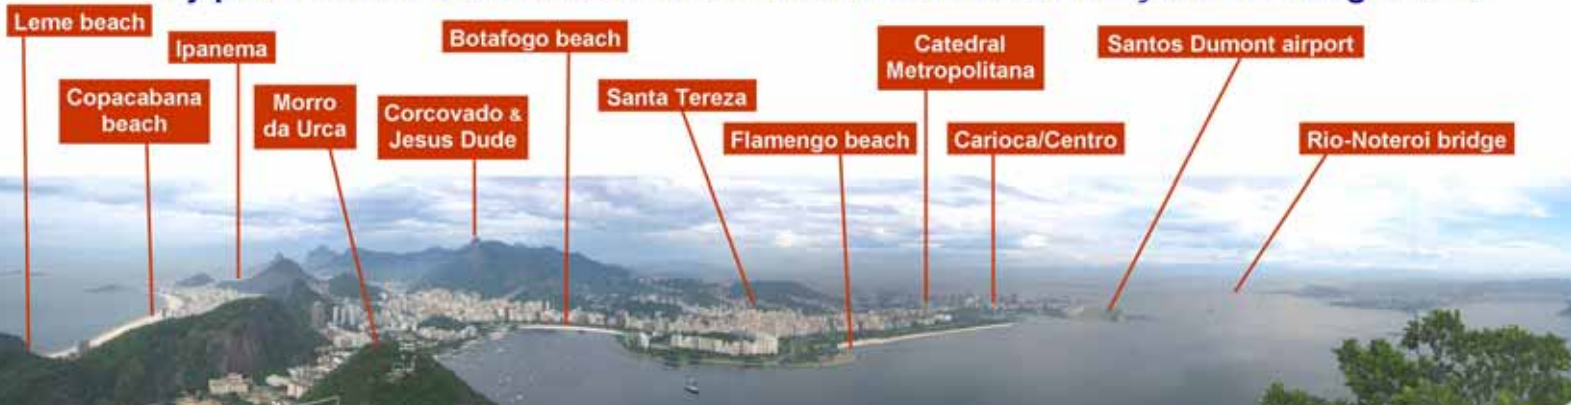 Leme beach
Ipanema
Copacabana
beach
Morro
da Urca
Corcovado &
Jesus Dude
Botafogo beach
Santa Tereza
Flamengo beach
Catedral
Metropolitana
Carioca/Centro
Santos Dumont airport
Rio-Noteroi bridge